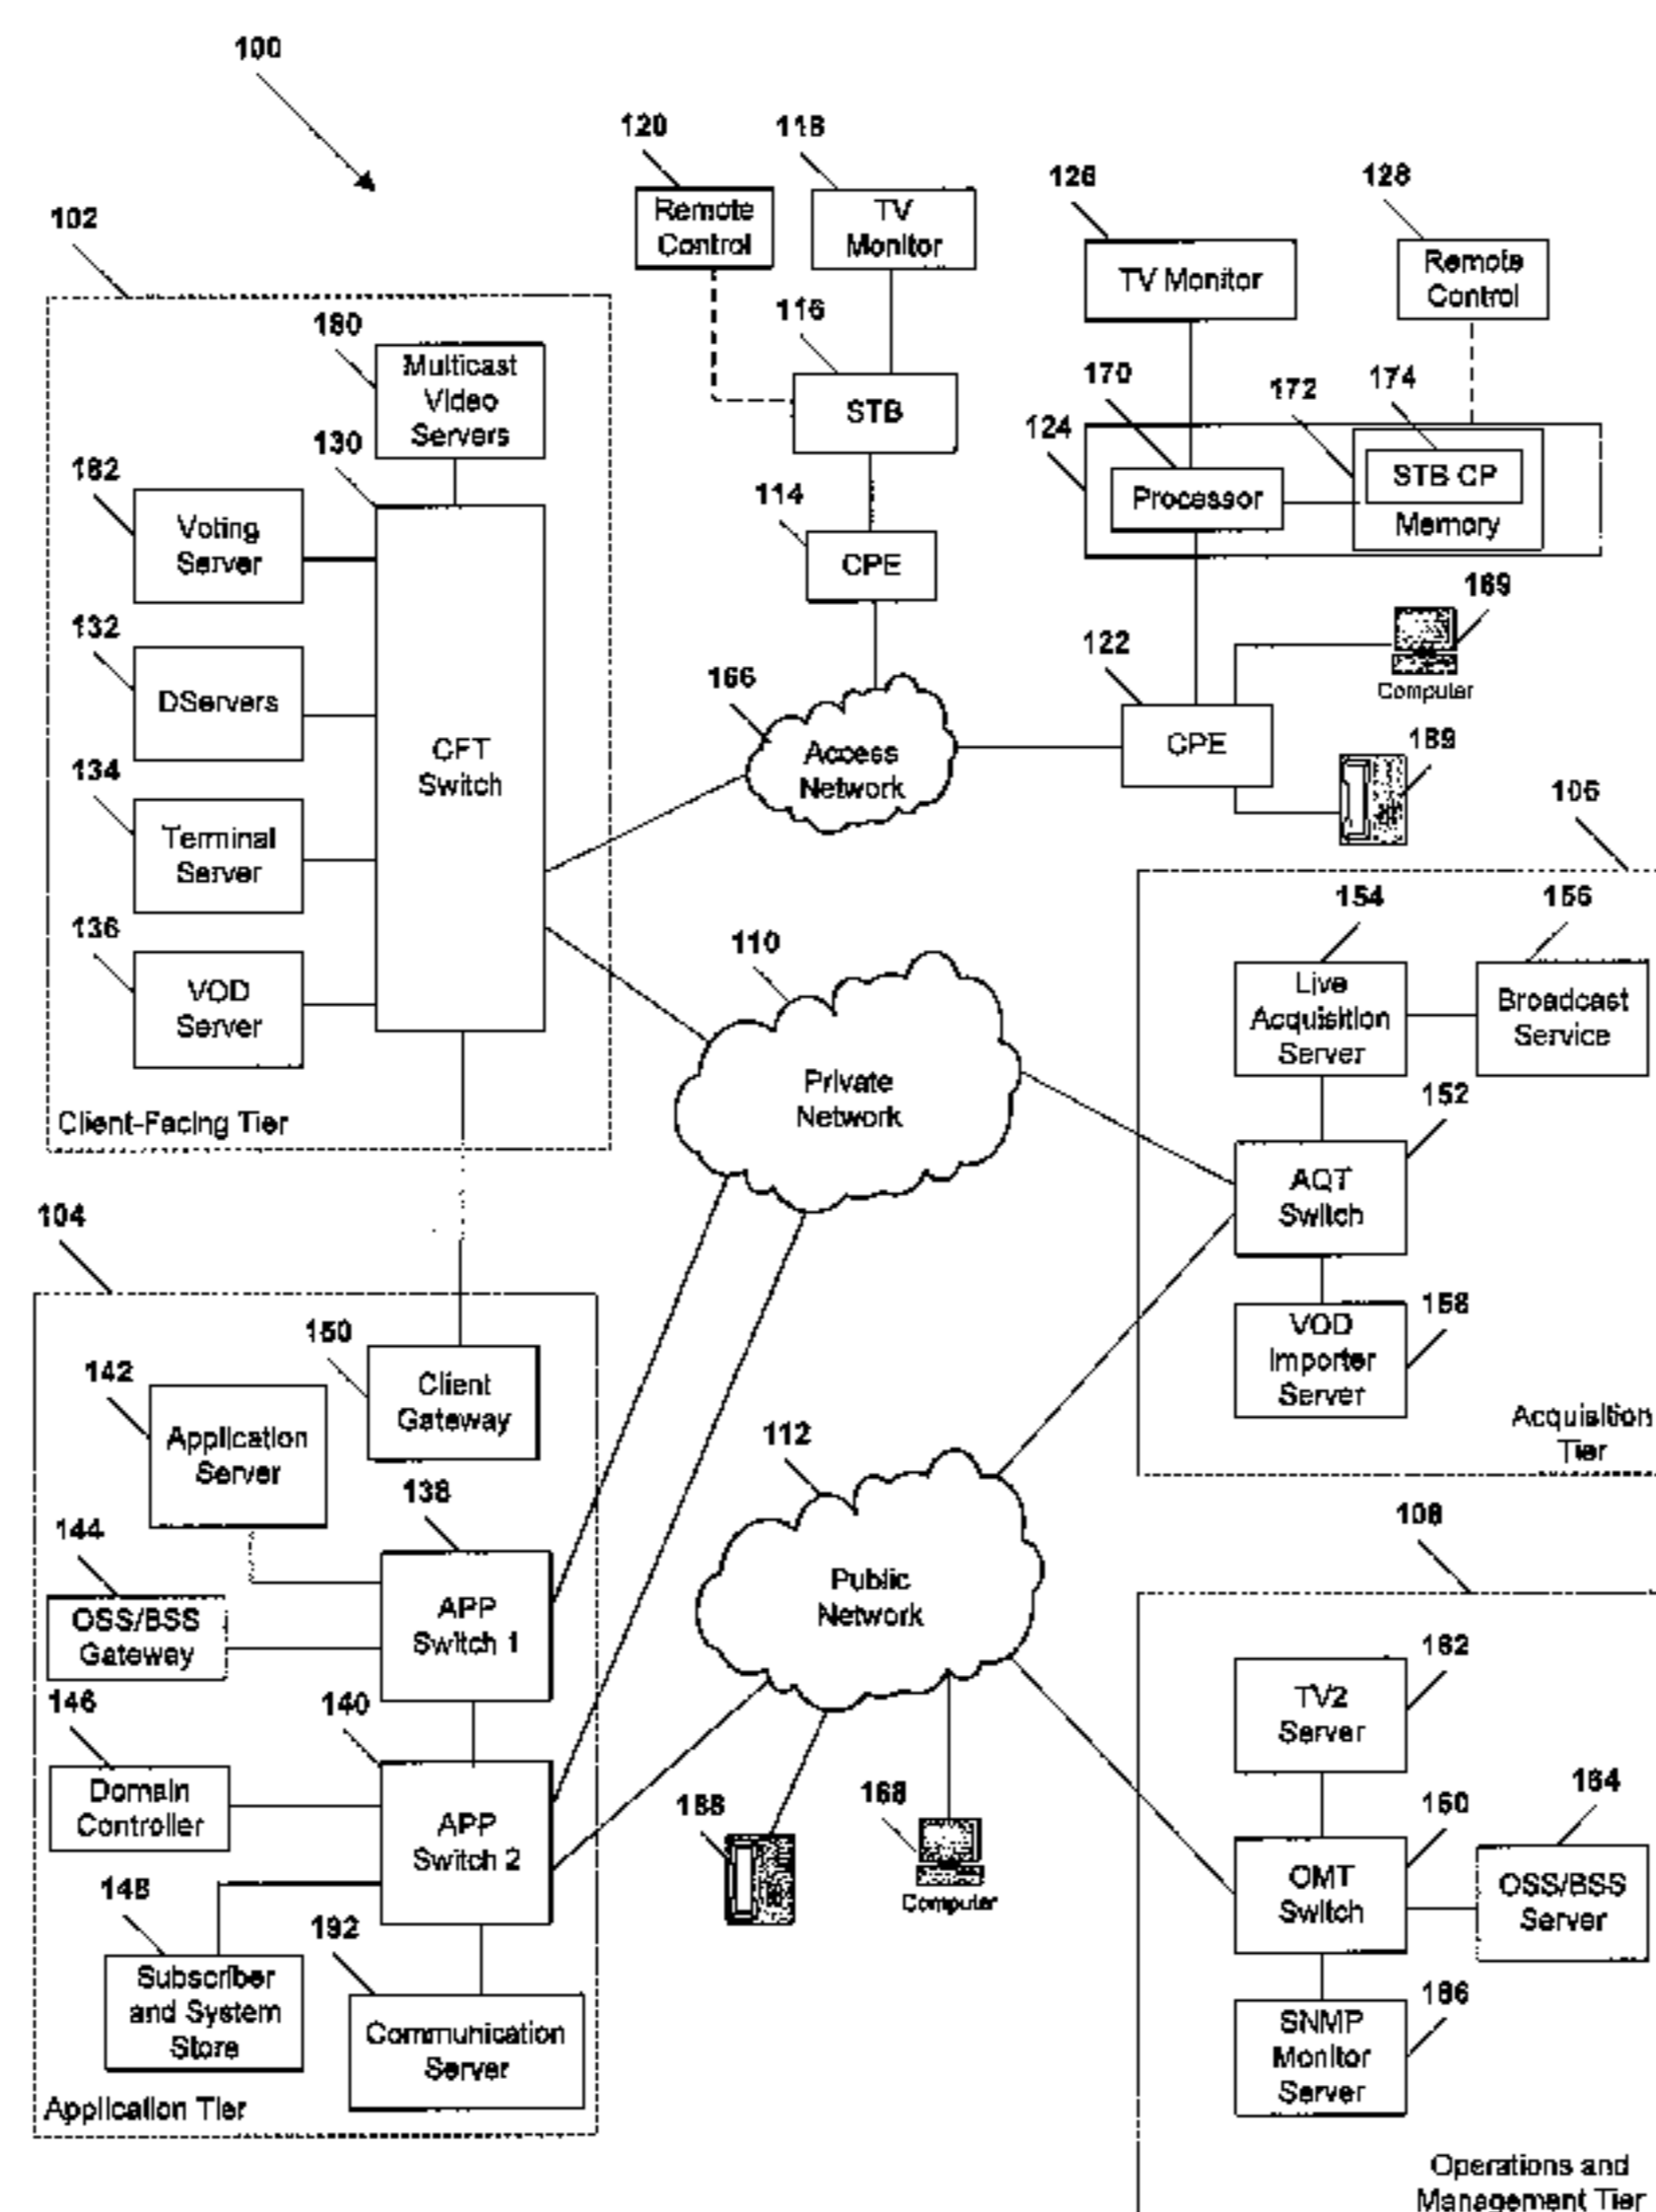 100
120
118
126
128
102
Remote
Control
TV
Monitor
TV Monitor
Remote
Control
180
116
Multicast
Video
Servers
STB
170
172
174
124
130
182
Voting
Server
114
CPE
Processor
STB CP
Memory
169
132
DServers
122
166
Computer
CFT
Switch
Access
Network
CPE
189
134
Terminal
Server
106
136
VOD
Server
110
154
156
Live
Acquisition
Server
Broadcast
Service
Private
Network
152
Client-Facing Tier
AQT
Switch
104
158
VOD
Importer
Server
150
142
Client
Gateway
Application
Server
112
Acquisition
Tier
138
108
144
OSS/BSS
Gateway
APP
Switch 1
Public
Network
162
TV2
Server
146
140
Domain
Controller
APP
Switch 2
188
168
160
164
Computer
OMT
Switch
OSS/BSS
Server
148
192
Subscriber
and System
Store
Communication
Server
186
SNMP
Monitor
Server
Application Tier
Operations and
Management Tier